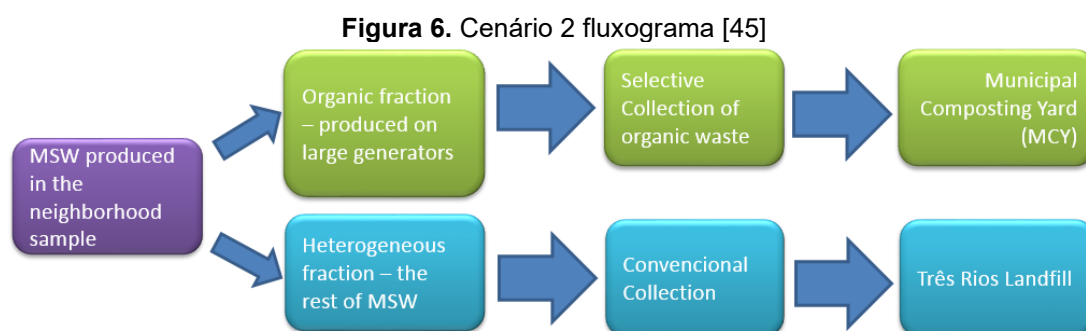 Figura 6. Cenário 2 fluxograma [45]
MSW produced
in the
neighborhood
sample
Organic fraction
– produced on
large generators
Selective
Collection of
organic waste
Municipal
Composting Yard
(MCY)
Heterogeneous
fraction – the
rest of MSW
Convencional
Collection
Três Rios Landfill